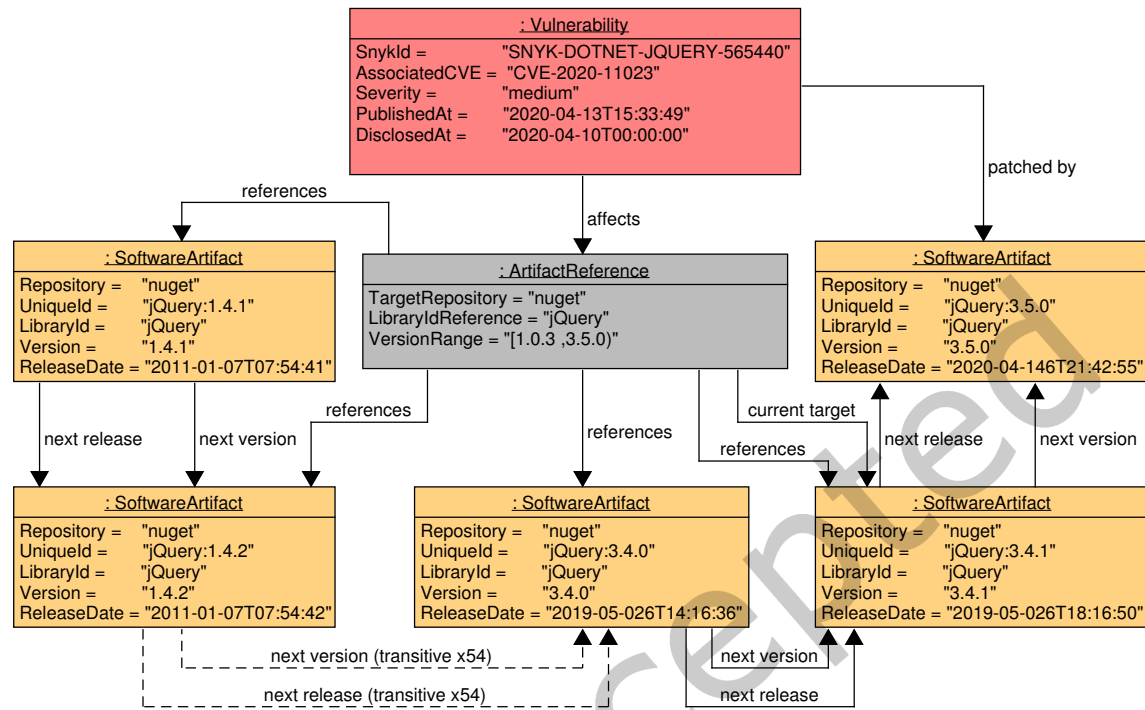 : Vulnerability
SnykId = "SNYK-DOTNET-JQUERY-565440"
AssociatedCVE = "CVE-2020-11023"
Severity = "medium"
PublishedAt = "2020-04-13T15:33:49"
DisclosedAt = "2020-04-10T00:00:00"
references
affects
patched by
: SoftwareArtifact
Repository = "nuget"
UniqueId = "jQuery:1.4.1"
LibraryId = "jQuery"
Version = "1.4.1"
ReleaseDate = "2011-01-07T07:54:41"
: ArtifactReference
TargetRepository = "nuget"
LibraryIdReference = "jQuery"
VersionRange = "[1.0.3 ,3.5.0)"
: SoftwareArtifact
Repository = "nuget"
UniqueId = "jQuery:3.5.0"
LibraryId = "jQuery"
Version = "3.5.0"
ReleaseDate = "2020-04-146T21:42:55"
next release
next version
references
references
current target
references
next release
next version
: SoftwareArtifact
Repository = "nuget"
UniqueId = "jQuery:1.4.2"
LibraryId = "jQuery"
Version = "1.4.2"
ReleaseDate = "2011-01-07T07:54:42"
: SoftwareArtifact
Repository = "nuget"
UniqueId = "jQuery:3.4.0"
LibraryId = "jQuery"
Version = "3.4.0"
ReleaseDate = "2019-05-026T14:16:36"
: SoftwareArtifact
Repository = "nuget"
UniqueId = "jQuery:3.4.1"
LibraryId = "jQuery"
Version = "3.4.1"
ReleaseDate = "2019-05-026T18:16:50"
next version (transitive x54)
next release (transitive x54)
next version
next release
cepted